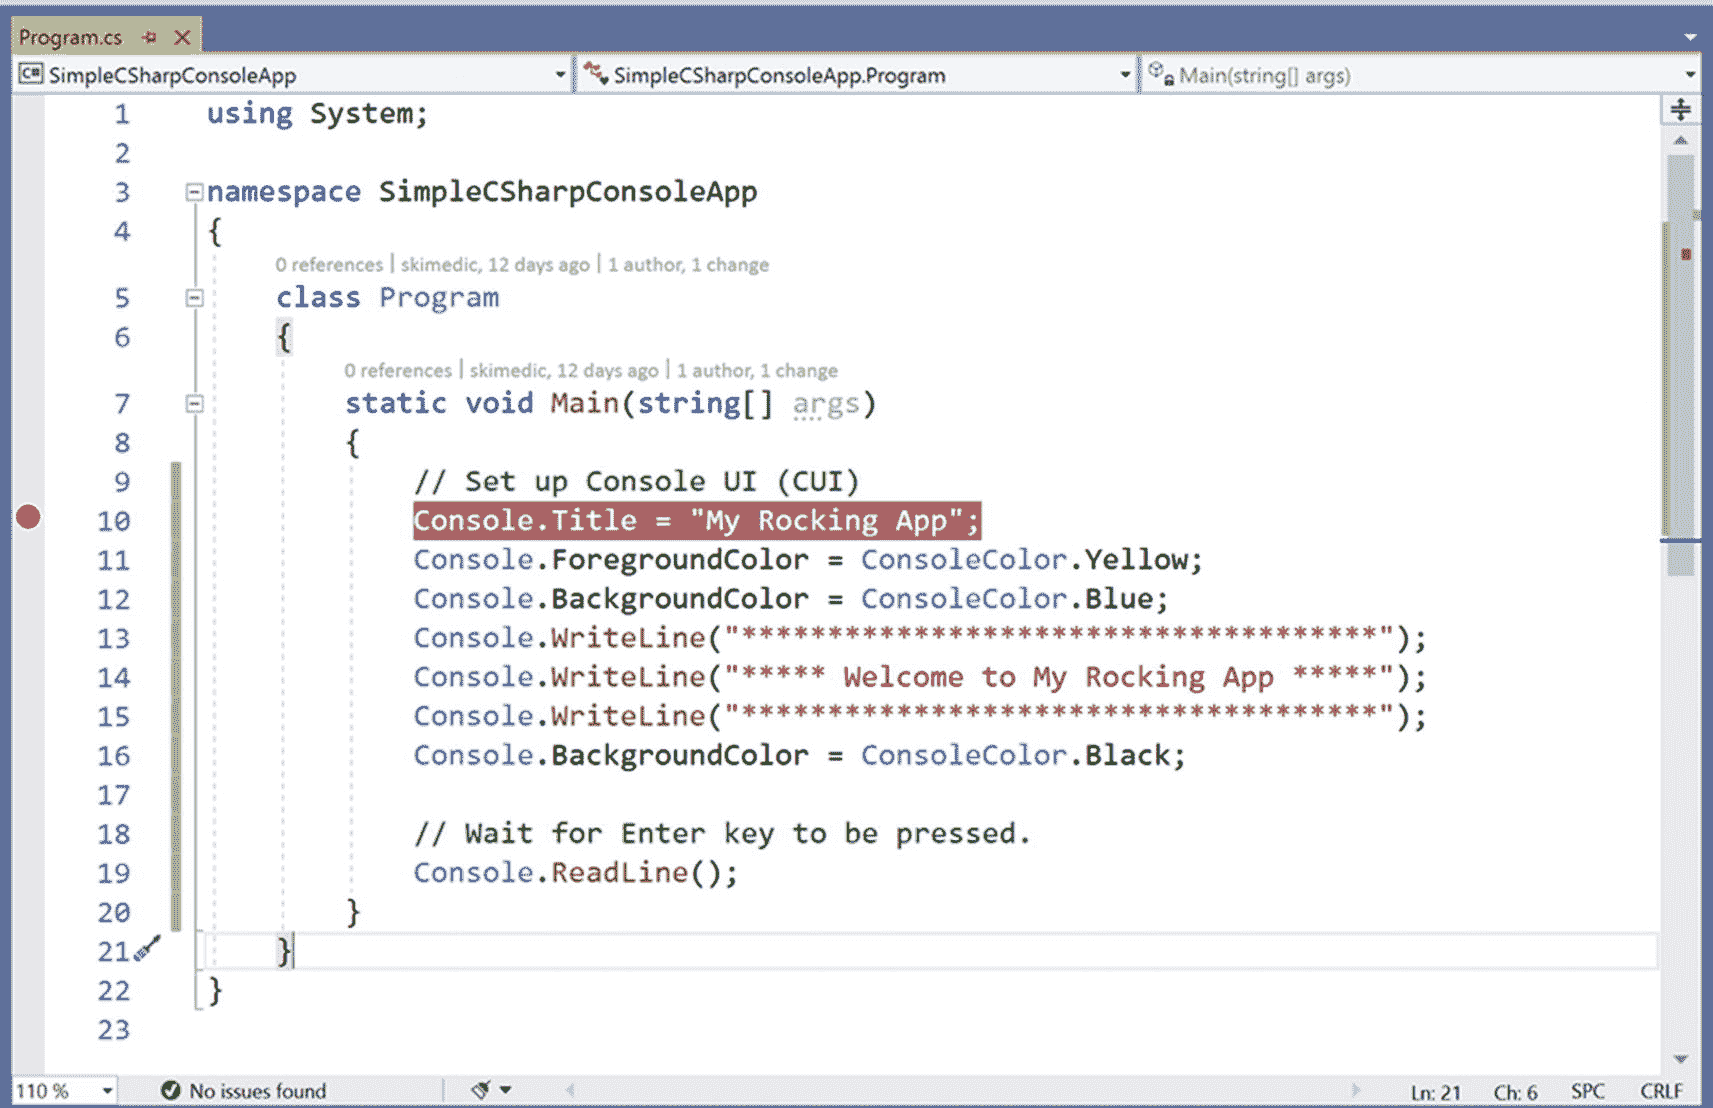 Program.cs
C# SimpleCSharpConsoleApp SimpleCSharpConsoleApp.Program Main(string[] args)
1 using System;
2
3 namespace SimpleCSharpConsoleApp
4 {
0 references | skimedic, 12 days ago | 1 author, 1 change
5 class Program
6 {
0 references | skimedic, 12 days ago | 1 author, 1 change
7 static void Main(string[] args)
8 {
9 // Set up Console UI (CUI)
10 Console.Title = "My Rocking App";
11 Console.ForegroundColor = ConsoleColor.Yellow;
12 Console.BackgroundColor = ConsoleColor.Blue;
13 Console.WriteLine("*************************************");
14 Console.WriteLine("***** Welcome to My Rocking App *****");
15 Console.WriteLine("*************************************");
16 Console.BackgroundColor = ConsoleColor.Black;
17
18 // Wait for Enter key to be pressed.
19 Console.ReadLine();
20 }
21 }
22 }
23
110 % No issues found Ln: 21 Ch: 6 SPC CRLF